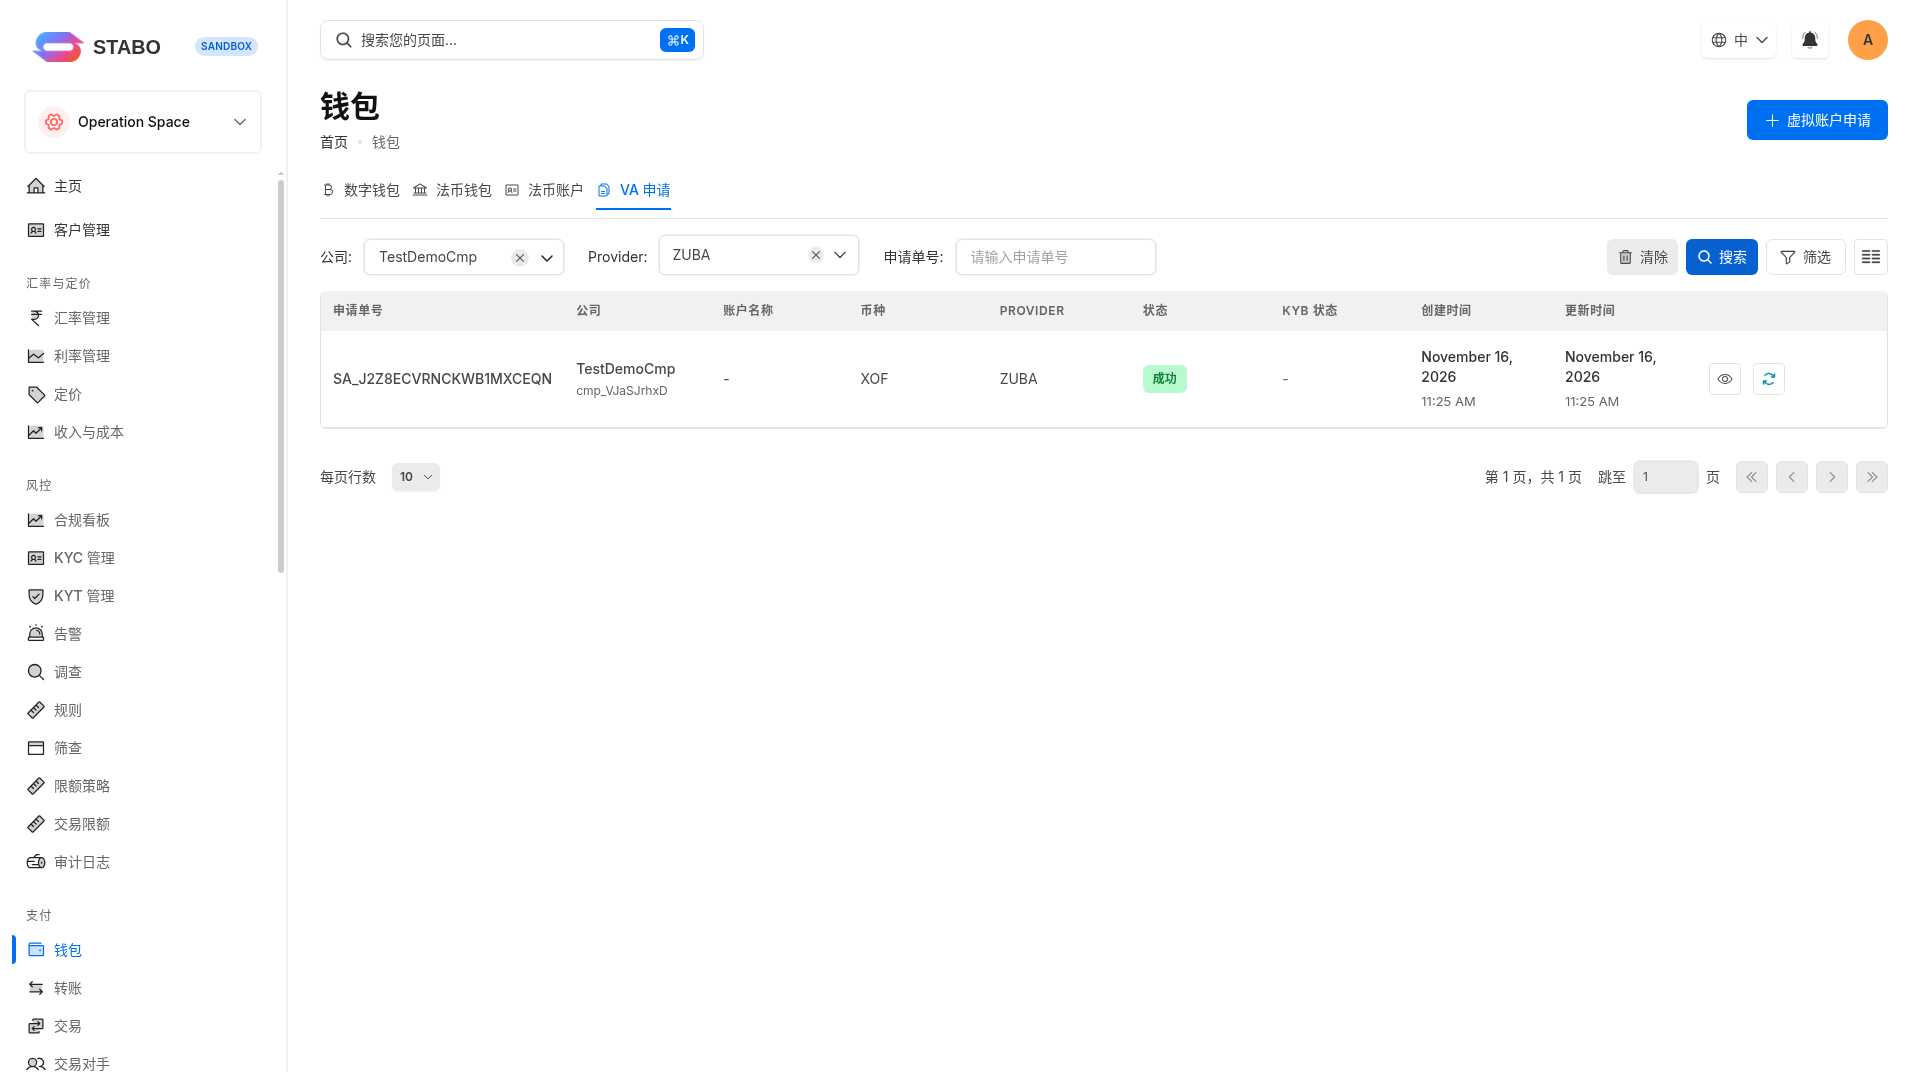 STABO
SANDBOX
Operation Space
主页
客户管理
汇率与定价
汇率管理
利率管理
定价
收入与成本
风控
合规看板
KYC 管理
KYT 管理
告警
调查
规则
筛查
限额策略
交易限额
审计日志
支付
钱包
转账
交易
交易对手
搜索您的页面...
⌘K
中
A
钱包
首页 • 钱包
虚拟账户申请
数字钱包 法币钱包 法币账户 VA 申请
公司: TestDemoCmp Provider: ZUBA 申请单号: 请输入申请单号
清除 搜索 筛选
申请单号 公司 账户名称 币种 PROVIDER 状态 KYB 状态 创建时间 更新时间
SA_J2Z8ECVRNCKWB1MXCEQN
TestDemoCmp
cmp_VJaSJrhxD
-
XOF
ZUBA
成功
-
November 16,
2026
11:25 AM
November 16,
2026
11:25 AM
每页行数 10
第 1 页，共 1 页 跳至 1 页